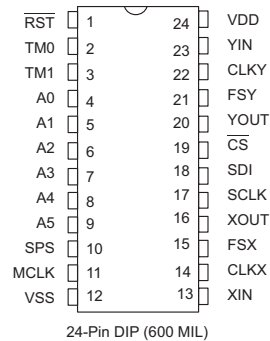 R̅S̅T̅ 1 24 VDD
TM0 2 23 YIN
TM1 3 22 CLKY
A0 4 21 FSY
A1 5 20 YOUT
A2 6 19 C̅S̅
A3 7 18 SDI
A4 8 17 SCLK
A5 9 16 XOUT
SPS 10 15 FSX
MCLK 11 14 CLKX
VSS 12 13 XIN
24-Pin DIP (600 MIL)